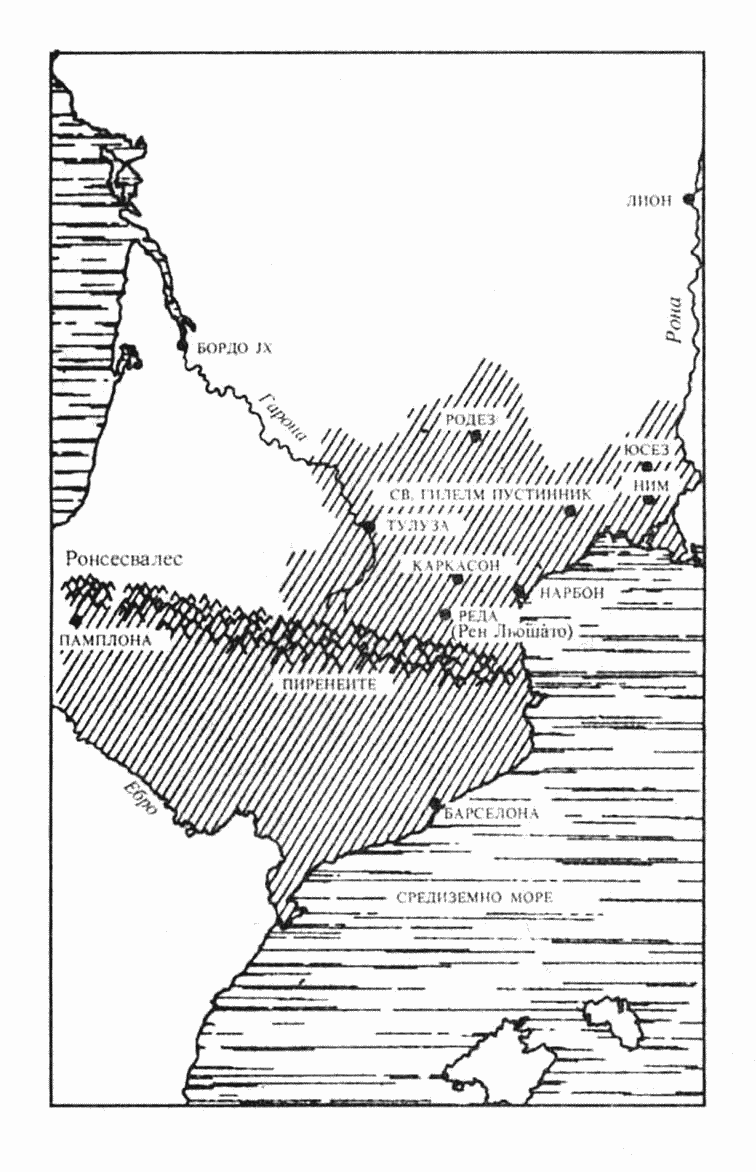 ЛИОН
Рона
БОРДО ЈХ
Гарона
РОДЕЗ
ЮСЕЗ
НИМ
СВ. ГИЛЕЛМ ПУСТИННИК
ТУЛУЗА
Ронсесвалес
КАРКАСОН
НАРБОН
РЕДА
(Рен Льошато)
ПАМПЛОНА
ПИРЕНЕИТЕ
Ебро
БАРСЕЛОНА
СРЕДИЗЕМНО МОРЕ